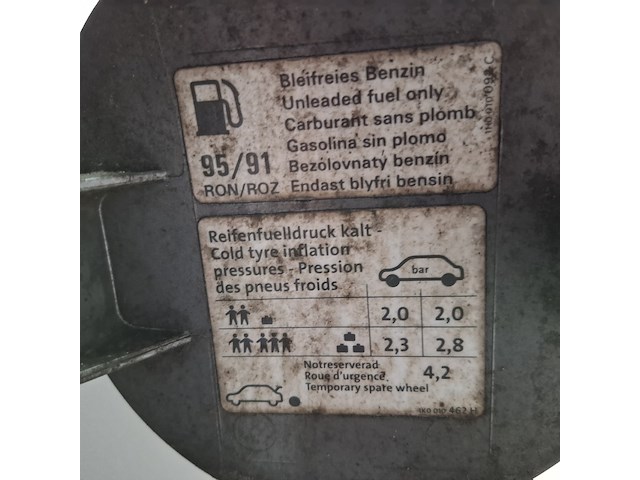 Bleifreies Benzin
Unleaded fuel only
Carburant sans plomb
Gasolina sin plomo
95/91 Bezólovnatý benzín
RON/ROZ Endast blyfri bensin
Reifenfuelldruck kalt -
Cold tyre inflation
pressures - Pression
des pneus froids
bar
2,0 2,0
2,3 2,8
Notreserverad
Roue d'urgence
Temporary spare wheel
4,2